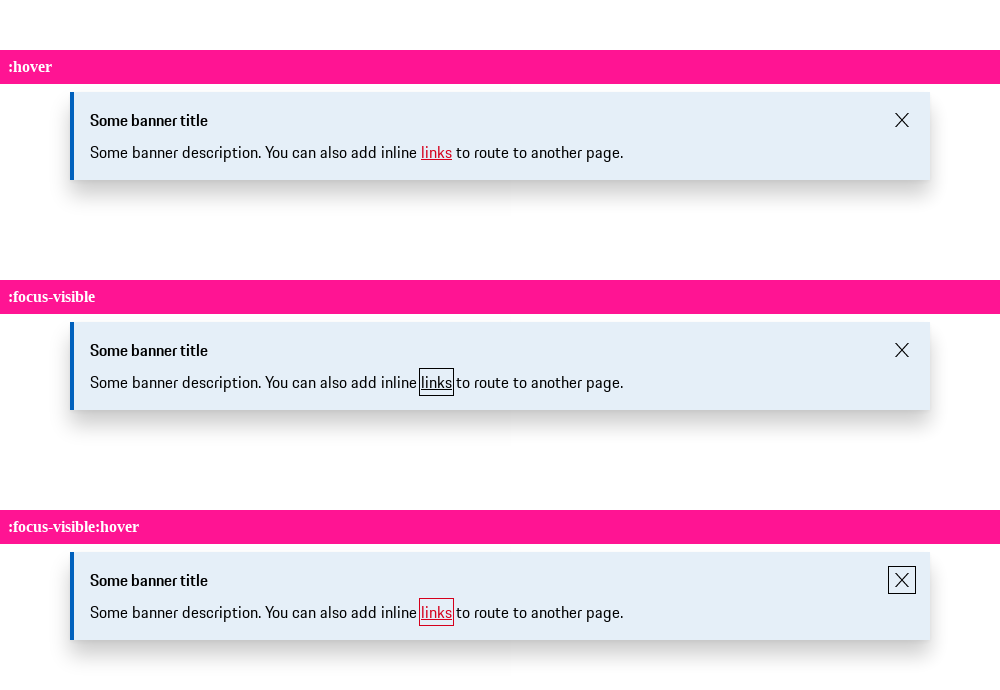 :hover
Some banner title
Some banner description. You can also add inline links to route to another page.
:focus-visible
Some banner title
Some banner description. You can also add inline links to route to another page.
:focus-visible:hover
Some banner title
Some banner description. You can also add inline links to route to another page.